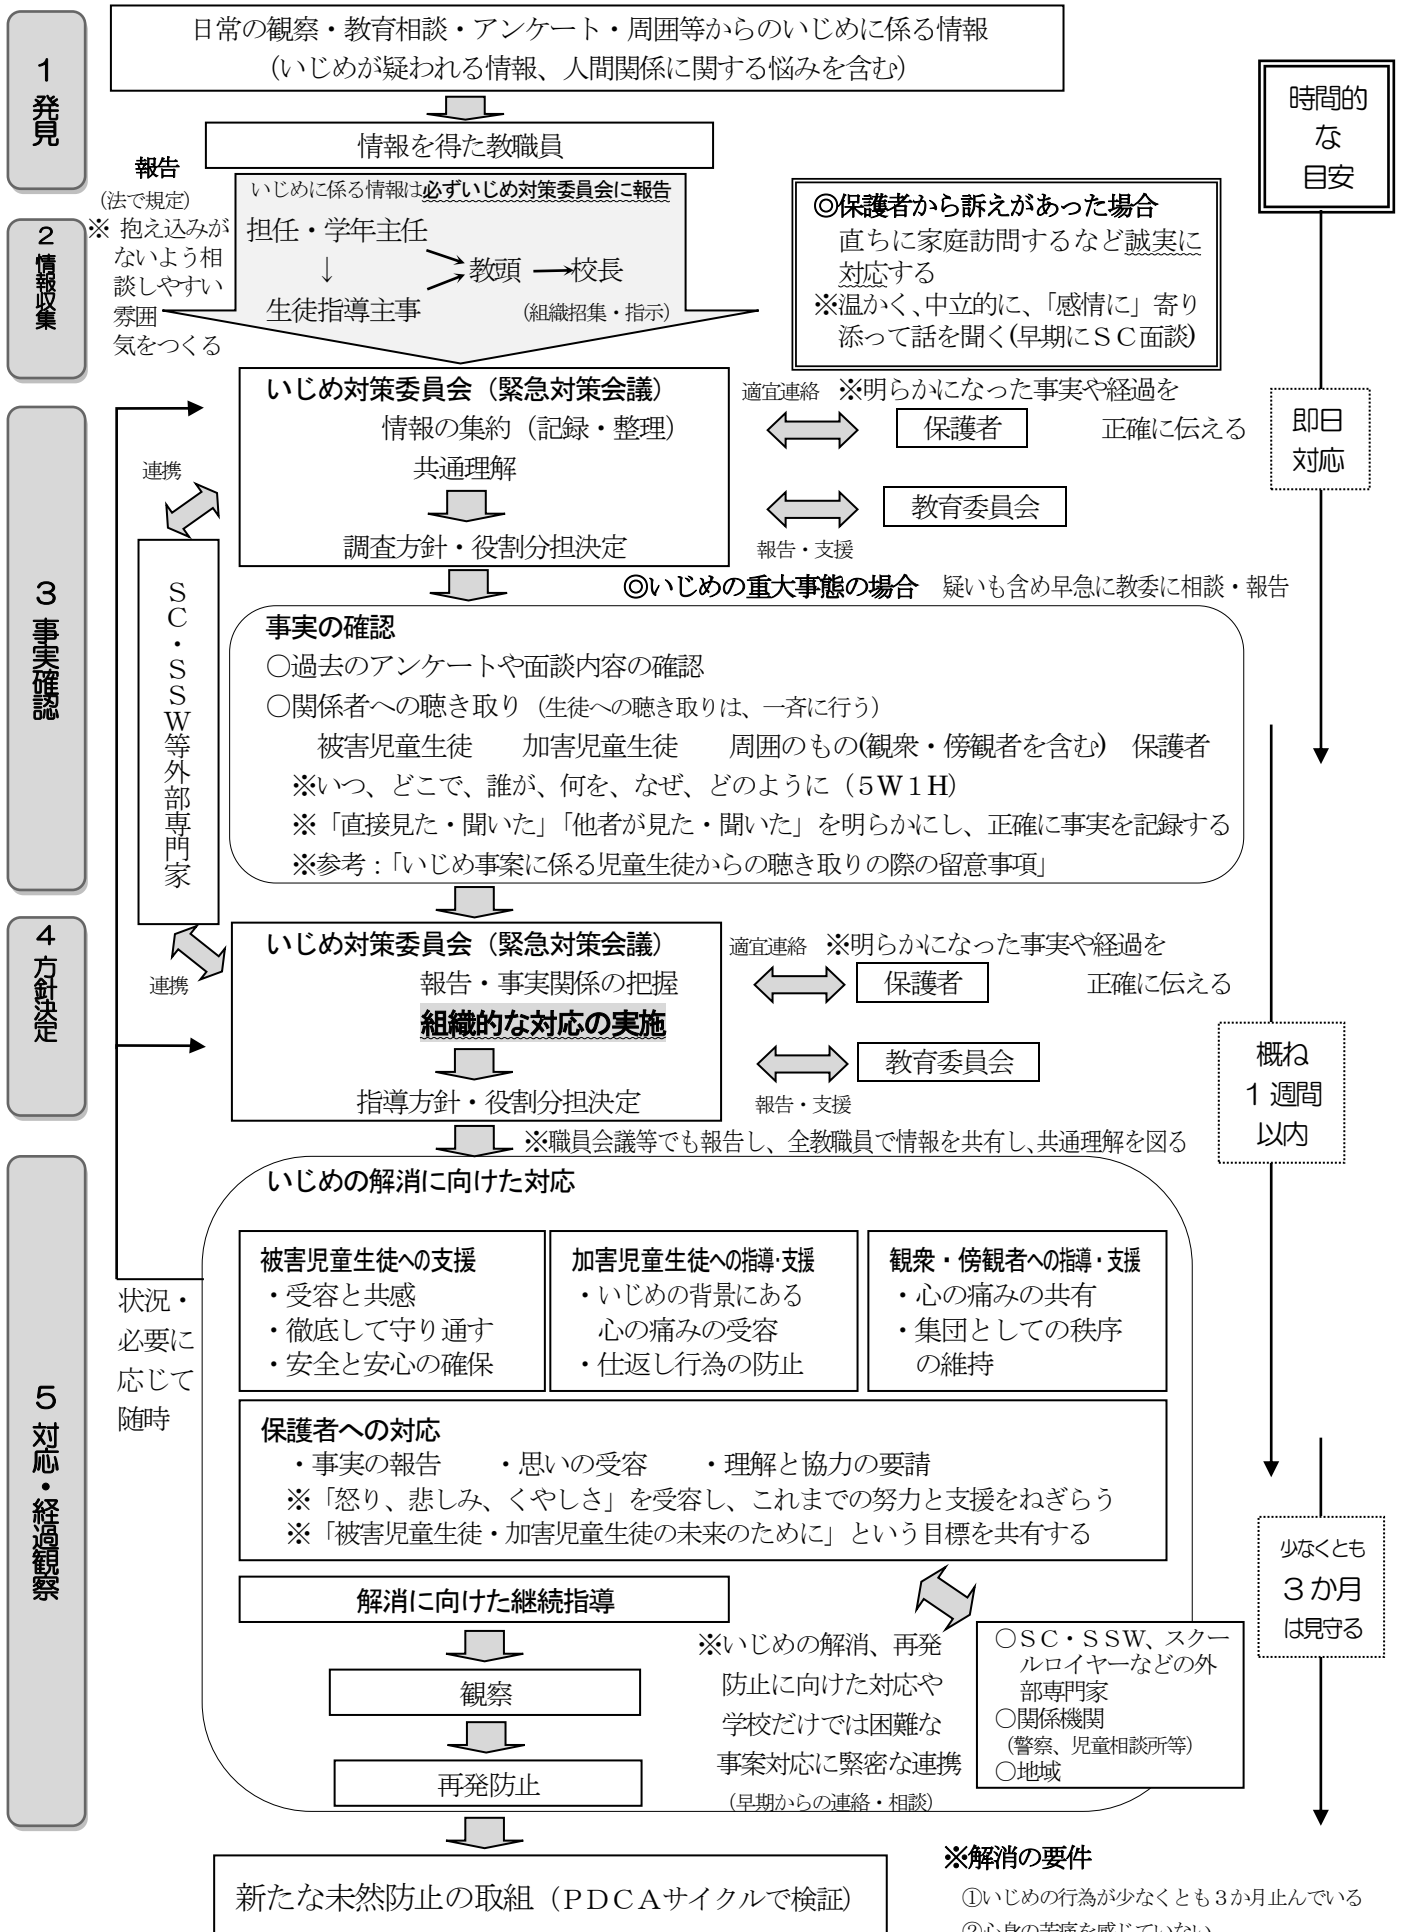 1 発見
日常の観察・教育相談・アンケート・周囲等からのいじめに係る情報
(いじめが疑われる情報、人間関係に関する悩みを含む)
時間的
な
目安
情報を得た教職員
報告
(法で規定)
※ 抱え込みが
ないよう相
談しやすい
雰囲
気をつくる
2 情報収集
いじめに係る情報は必ずいじめ対策委員会に報告
担任・学年主任
↓
生徒指導主事
教頭
校長
(組織招集・指示)
◎保護者から訴えがあった場合
直ちに家庭訪問するなど誠実に
対応する
※温かく、中立的に、「感情に」寄り
添って話を聞く(早期にＳＣ面談)
3 事実確認
いじめ対策委員会（緊急対策会議）
情報の集約（記録・整理）
共通理解
調査方針・役割分担決定
適宜連絡 ※明らかになった事実や経過を
保護者 正確に伝える
教育委員会
報告・支援
即日
対応
連携
ＳＣ・ＳＳＷ等外部専門家
◎いじめの重大事態の場合 疑いも含め早急に教委に相談・報告
事実の確認
○過去のアンケートや面談内容の確認
○関係者への聴き取り（生徒への聴き取りは、一斉に行う）
被害児童生徒 加害児童生徒 周囲のもの(観衆・傍観者を含む) 保護者
※いつ、どこで、誰が、何を、なぜ、どのように（５Ｗ１Ｈ）
※「直接見た・聞いた」「他者が見た・聞いた」を明らかにし、正確に事実を記録する
※参考：「いじめ事案に係る児童生徒からの聴き取りの際の留意事項」
4 方針決定
連携
いじめ対策委員会（緊急対策会議）
報告・事実関係の把握
組織的な対応の実施
指導方針・役割分担決定
適宜連絡 ※明らかになった事実や経過を
保護者 正確に伝える
教育委員会
報告・支援
概ね
1 週間
以内
※職員会議等でも報告し、全教職員で情報を共有し、共通理解を図る
5 対応・経過観察
状況・
必要に
応じて
随時
いじめの解消に向けた対応
被害児童生徒への支援
・受容と共感
・徹底して守り通す
・安全と安心の確保
加害児童生徒への指導･支援
・いじめの背景にある
心の痛みの受容
・仕返し行為の防止
観衆・傍観者への指導･支援
・心の痛みの共有
・集団としての秩序
の維持
保護者への対応
・事実の報告 ・思いの受容 ・理解と協力の要請
※「怒り、悲しみ、くやしさ」を受容し、これまでの努力と支援をねぎらう
※「被害児童生徒・加害児童生徒の未来のために」という目標を共有する
少なくとも
３か月
は見守る
解消に向けた継続指導
観察
再発防止
※いじめの解消、再発
防止に向けた対応や
学校だけでは困難な
事案対応に緊密な連携
(早期からの連絡・相談)
○ＳＣ・ＳＳＷ、スクー
ルロイヤーなどの外
部専門家
○関係機関
（警察、児童相談所等）
○地域
新たな未然防止の取組（ＰＤＣＡサイクルで検証）
※解消の要件
①いじめの行為が少なくとも３か月止んでいる
②心身の苦痛を感じていない